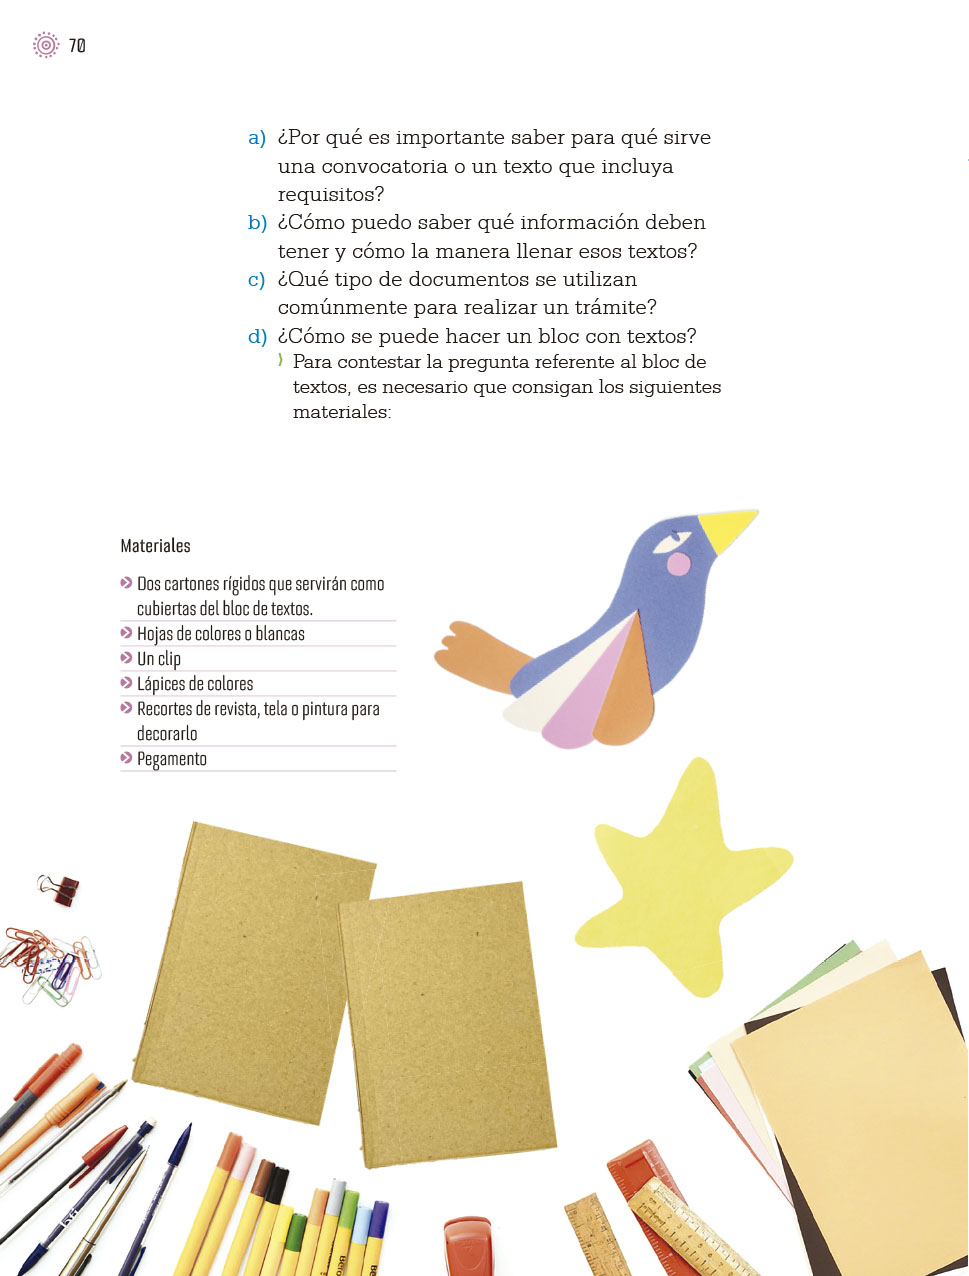 70
a) ¿Por qué es importante saber para qué sirve
una convocatoria o un texto que incluya
requisitos?
b) ¿Cómo puedo saber qué información deben
tener y cómo la manera llenar esos textos?
c) ¿Qué tipo de documentos se utilizan
comúnmente para realizar un trámite?
d) ¿Cómo se puede hacer un bloc con textos?
Para contestar la pregunta referente al bloc de
textos, es necesario que consigan los siguientes
materiales:
Materiales
Dos cartones rígidos que servirán como
cubiertas del bloc de textos.
Hojas de colores o blancas
Un clip
Lápices de colores
Recortes de revista, tela o pintura para
decorarlo
Pegamento